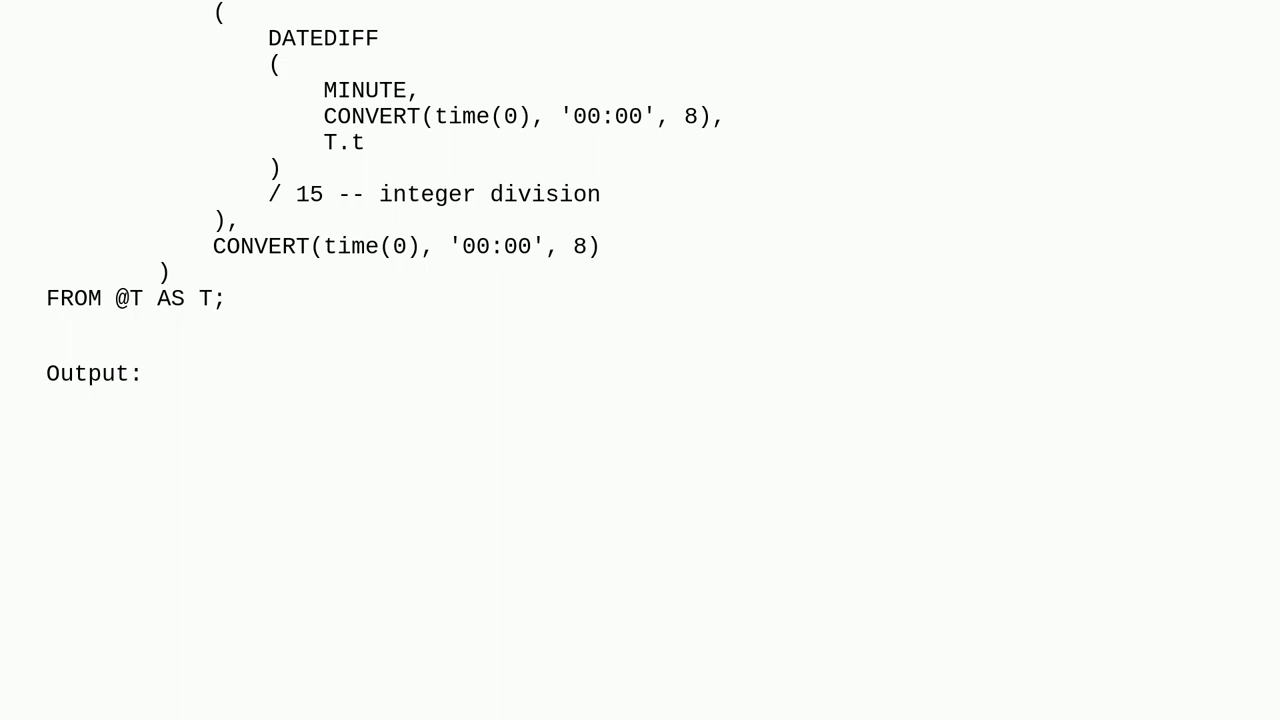 (
DATEDIFF
(
MINUTE,
CONVERT(time(0), '00:00', 8),
T.t
)
/ 15 -- integer division
),
CONVERT(time(0), '00:00', 8)
)
FROM @T AS T;
Output: